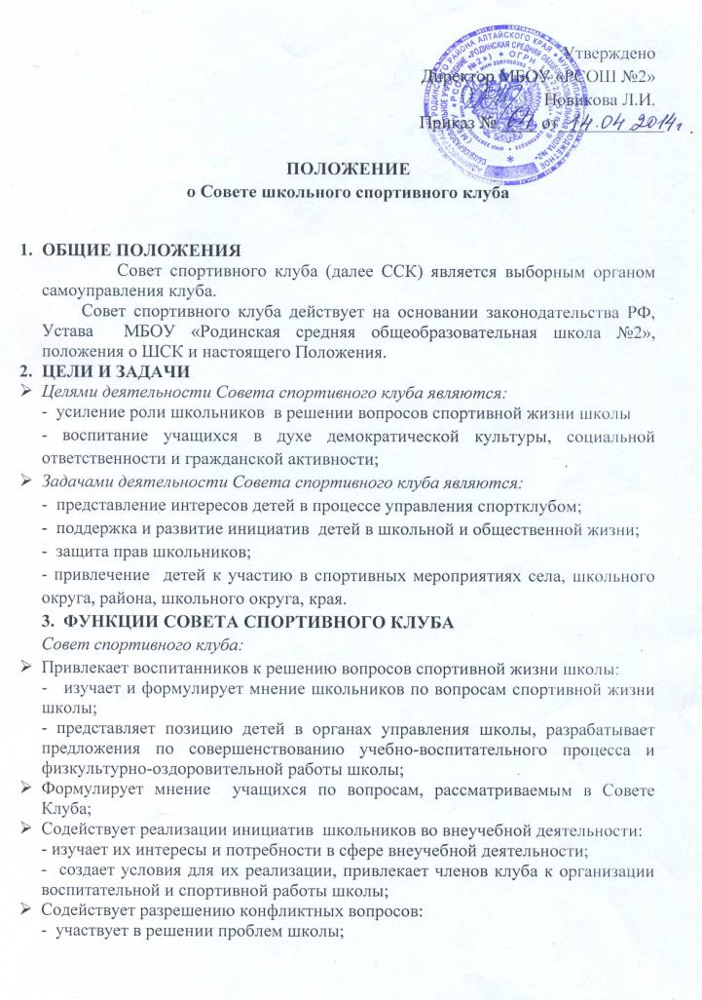 Утверждено
Директор МБОУ «РСОШ №2»
Новикова Л.И.
Приказ № 64 от 14.04.2014г.
ПОЛОЖЕНИЕ
о Совете школьного спортивного клуба
1. ОБЩИЕ ПОЛОЖЕНИЯ
Совет спортивного клуба (далее ССК) является выборным органом
самоуправления клуба.
Совет спортивного клуба действует на основании законодательства РФ,
Устава МБОУ «Родинская средняя общеобразовательная школа №2»,
положения о ШСК и настоящего Положения.
2. ЦЕЛИ И ЗАДАЧИ
➢ Целями деятельности Совета спортивного клуба являются:
- усиление роли школьников в решении вопросов спортивной жизни школы
- воспитание учащихся в духе демократической культуры, социальной
ответственности и гражданской активности;
➢ Задачами деятельности Совета спортивного клуба являются:
- представление интересов детей в процессе управления спортклубом;
- поддержка и развитие инициатив детей в школьной и общественной жизни;
- защита прав школьников;
- привлечение детей к участию в спортивных мероприятиях села, школьного
округа, района, школьного округа, края.
3. ФУНКЦИИ СОВЕТА СПОРТИВНОГО КЛУБА
Совет спортивного клуба:
➢ Привлекает воспитанников к решению вопросов спортивной жизни школы:
- изучает и формулирует мнение школьников по вопросам спортивной жизни
школы;
- представляет позицию детей в органах управления школы, разрабатывает
предложения по совершенствованию учебно-воспитательного процесса и
физкультурно-оздоровительной работы школы;
➢ Формулирует мнение учащихся по вопросам, рассматриваемым в Совете
Клуба;
➢ Содействует реализации инициатив школьников во внеучебной деятельности:
- изучает их интересы и потребности в сфере внеучебной деятельности;
- создает условия для их реализации, привлекает членов клуба к организации
воспитательной и спортивной работы школы;
➢ Содействует разрешению конфликтных вопросов:
- участвует в решении проблем школы;